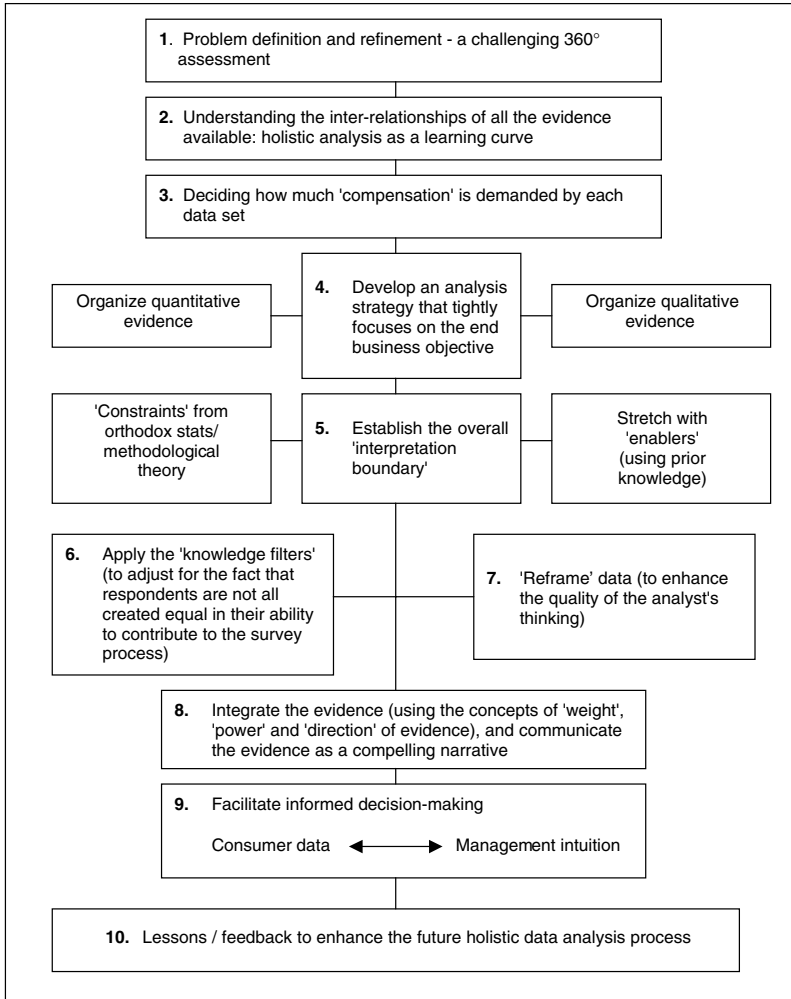 1. Problem definition and refinement - a challenging 360°
assessment
2. Understanding the inter-relationships of all the evidence
available: holistic analysis as a learning curve
3. Deciding how much 'compensation' is demanded by each
data set
Organize quantitative
evidence
4. Develop an analysis
strategy that tightly
focuses on the end
business objective
Organize qualitative
evidence
'Constraints' from
orthodox stats/
methodological
theory
5. Establish the overall
'interpretation
boundary'
Stretch with
'enablers'
(using prior
knowledge)
6. Apply the 'knowledge filters'
(to adjust for the fact that
respondents are not all
created equal in their ability
to contribute to the survey
process)
7. 'Reframe’ data (to enhance
the quality of the analyst's
thinking)
8. Integrate the evidence (using the concepts of 'weight',
'power' and 'direction' of evidence), and communicate
the evidence as a compelling narrative
9. Facilitate informed decision-making
Consumer data Management intuition
10. Lessons / feedback to enhance the future holistic data analysis process